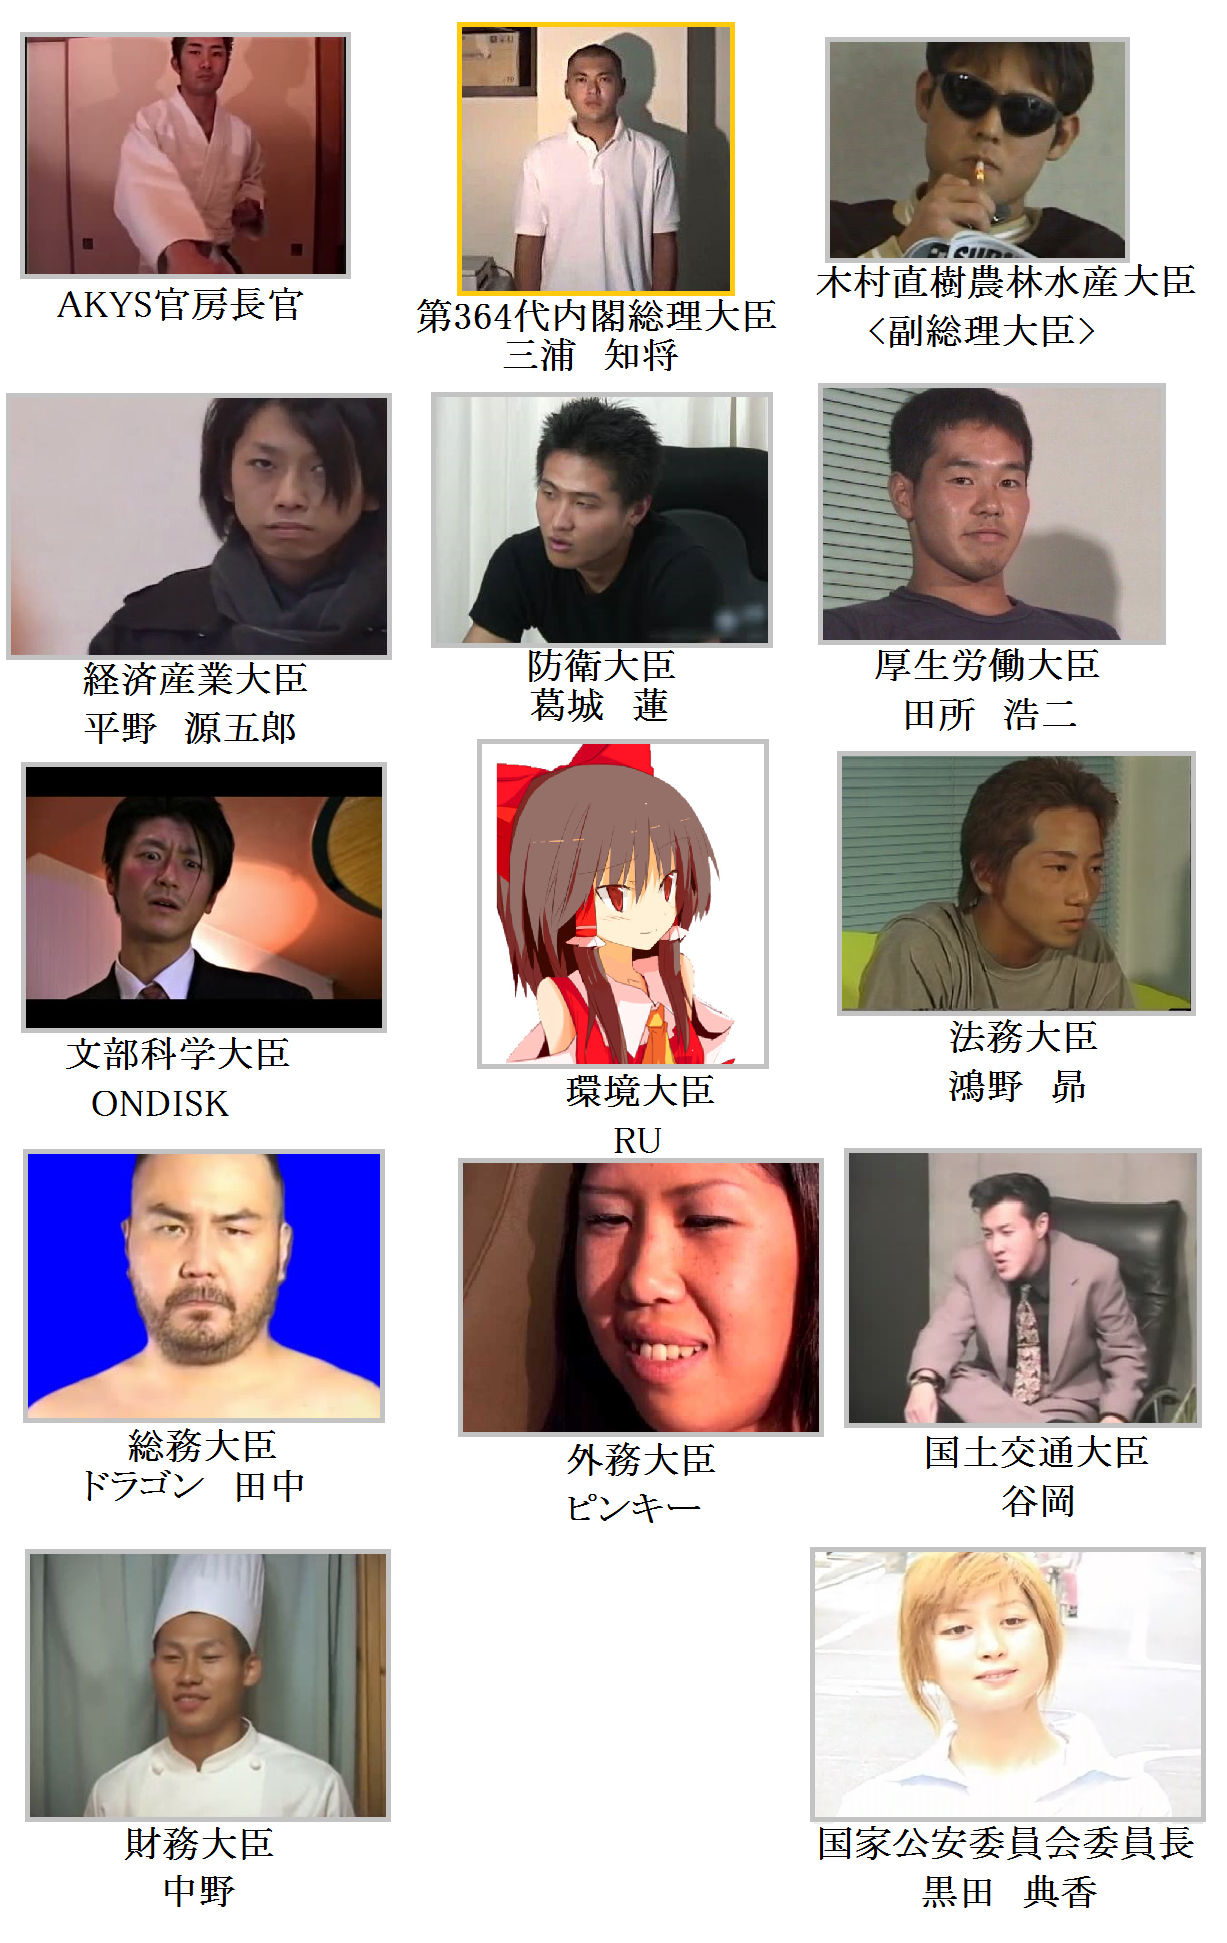 AKYS官房長官
第364代内閣総理大臣
三浦　知将
木村直樹農林水産大臣
<副総理大臣>
経済産業大臣
平野　源五郎
防衛大臣
葛城　蓮
厚生労働大臣
田所　浩二
文部科学大臣
ONDISK
環境大臣
RU
法務大臣
鴻野　昴
総務大臣
ドラゴン　田中
外務大臣
ピンキー
国土交通大臣
谷岡
財務大臣
中野
国家公安委員会委員長
黒田　典香